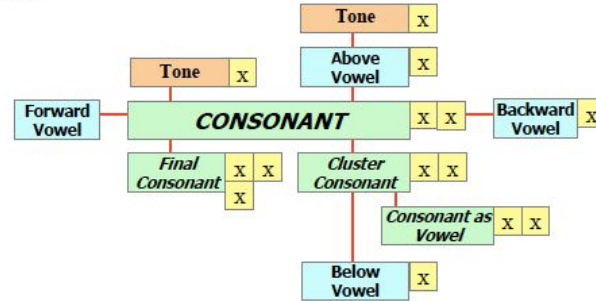 Tone x
Tone x
Above Vowel x
Forward Vowel
CONSONANT x x
Backward Vowel x
Final Consonant x x x
Cluster Consonant x x
Consonant as Vowel x x
Below Vowel x